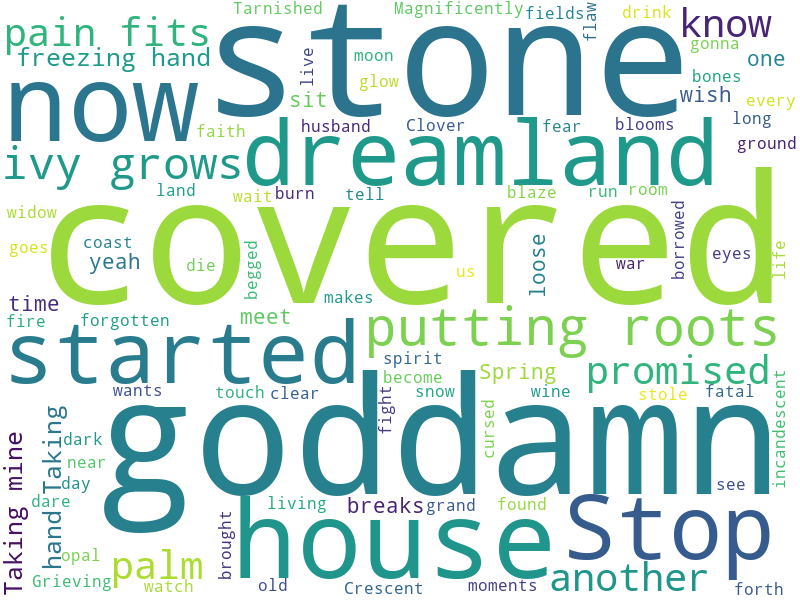 Tarnished
Magnificently
fields
flaw
drink
know
pain fits
stone
gonna
freezing hand
live
moon
one
now
glow
bones
sit
wish
every
faith
husband
Clover
fear
blooms
long
ivy grows
dreamland
ground
land
wait
burn
tell
blaze
run
room
widow
covered
goes
coast
yeah
die
begged
us
loose
war
borrowed
eyes
life
time
makes
fire
forgotten
meet
putting roots
started
spirit
promised
wants
touch
clear
become
Spring
snow
wine
stole
fatal
incandescent
fight
goddamn
cursed
hand Taking
dark
near
day
Taking mine
dare
see
living
breaks
grand
found
house
Stop
brought
opal
palm
another
Grieving
watch
old
Crescent
moments
forth